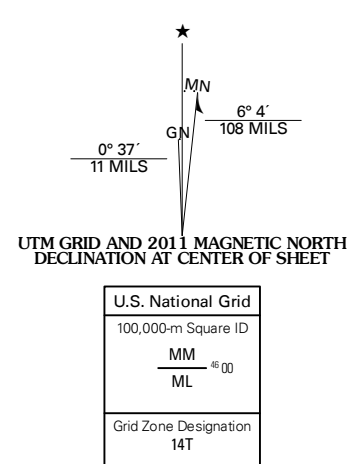 ★
MN
GN
6° 4´
108 MILS
0° 37´
11 MILS
UTM GRID AND 2011 MAGNETIC NORTH
DECLINATION AT CENTER OF SHEET
U.S. National Grid
100,000-m Square ID
MM
46 00
ML
Grid Zone Designation
14T